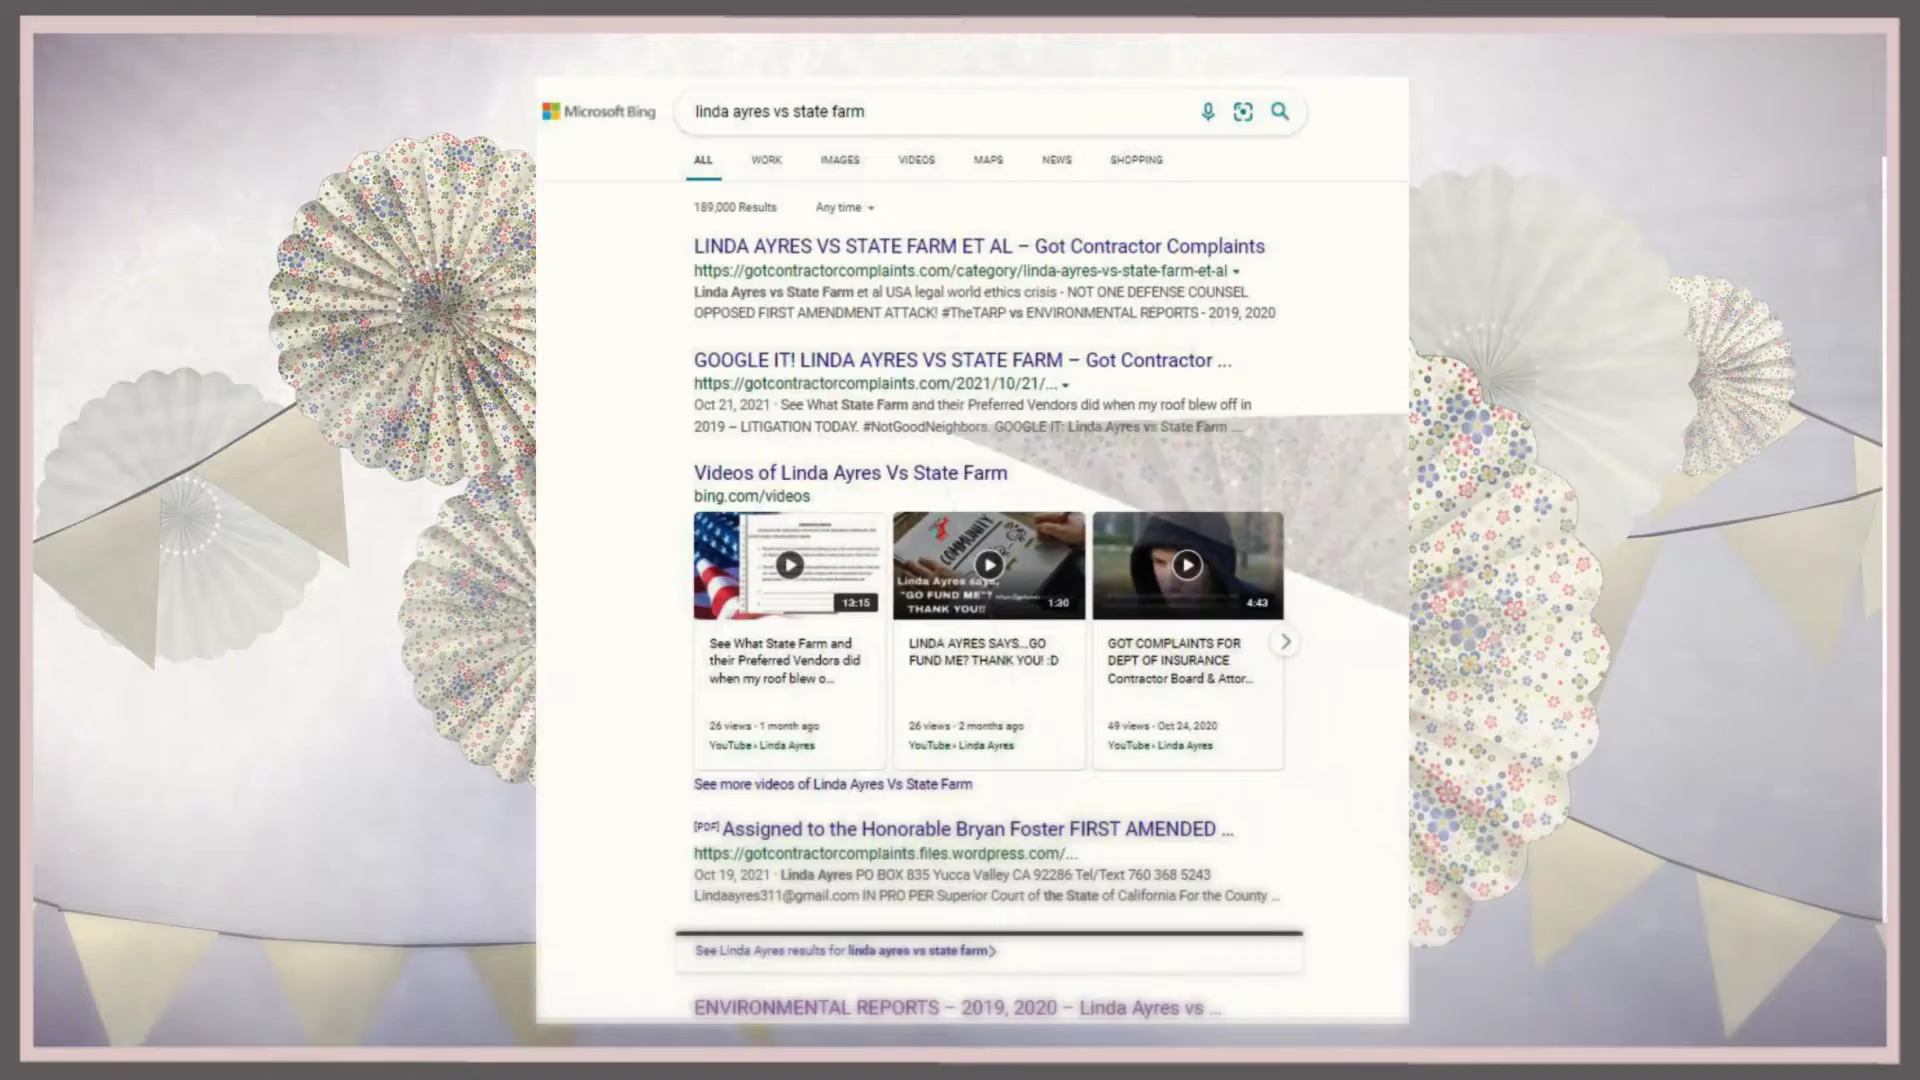 Microsoft Bing
linda ayres vs state farm
ALL WORK IMAGES VIDEOS MAPS NEWS SHOPPING
189,000 Results Any time
LINDA AYRES VS STATE FARM ET AL – Got Contractor Complaints
https://gotcontractorcomplaints.com/category/linda-ayres-vs-state-farm-et-al
Linda Ayres vs State Farm et al USA legal world ethics crisis - NOT ONE DEFENSE COUNSEL
OPPOSED FIRST AMENDMENT ATTACK! #TheTARP vs ENVIRONMENTAL REPORTS - 2019, 2020
GOOGLE IT! LINDA AYRES VS STATE FARM – Got Contractor ...
https://gotcontractorcomplaints.com/2021/10/21/...
Oct 21, 2021 · See What State Farm and their Preferred Vendors did when my roof blew off in
2019 – LITIGATION TODAY. #NotGoodNeighbors. GOOGLE IT: Linda Ayres vs State Farm ...
Videos of Linda Ayres Vs State Farm
bing.com/videos
COMMUNITY
Linda Ayres says,
"GO FUND ME"?
THANK YOU!!
13:15
1:30
4:43
See What State Farm and
their Preferred Vendors did
when my roof blew o...
26 views · 1 month ago
YouTube › Linda Ayres
LINDA AYRES SAYS...GO
FUND ME? THANK YOU! :D
26 views · 2 months ago
YouTube › Linda Ayres
GOT COMPLAINTS FOR
DEPT OF INSURANCE
Contractor Board & Attor...
49 views · Oct 24, 2020
YouTube › Linda Ayres
See more videos of Linda Ayres Vs State Farm
[PDF] Assigned to the Honorable Bryan Foster FIRST AMENDED ...
https://gotcontractorcomplaints.files.wordpress.com/...
Oct 19, 2021 · Linda Ayres PO BOX 835 Yucca Valley CA 92286 Tel/Text 760 368 5243
Lindaayres311@gmail.com IN PRO PER Superior Court of the State of California For the County ...
See Linda Ayres results for linda ayres vs state farm
ENVIRONMENTAL REPORTS – 2019, 2020 – Linda Ayres vs ...